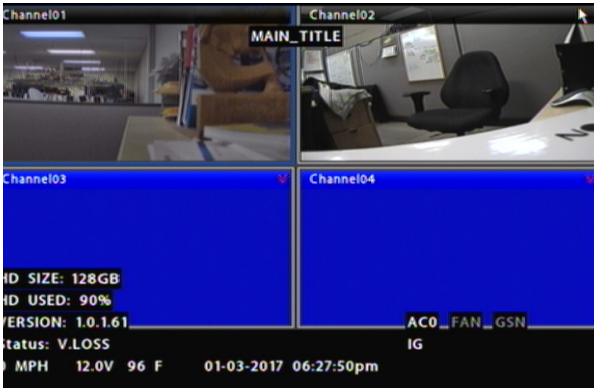 Channel01 Channel02
MAIN_TITLE
Channel03 Channel04
HD SIZE: 128GB
HD USED: 90%
VERSION: 1.0.1.61
AC0 FAN GSN
Status: V.LOSS IG
MPH 12.0V 96 F 01-03-2017 06:27:50pm